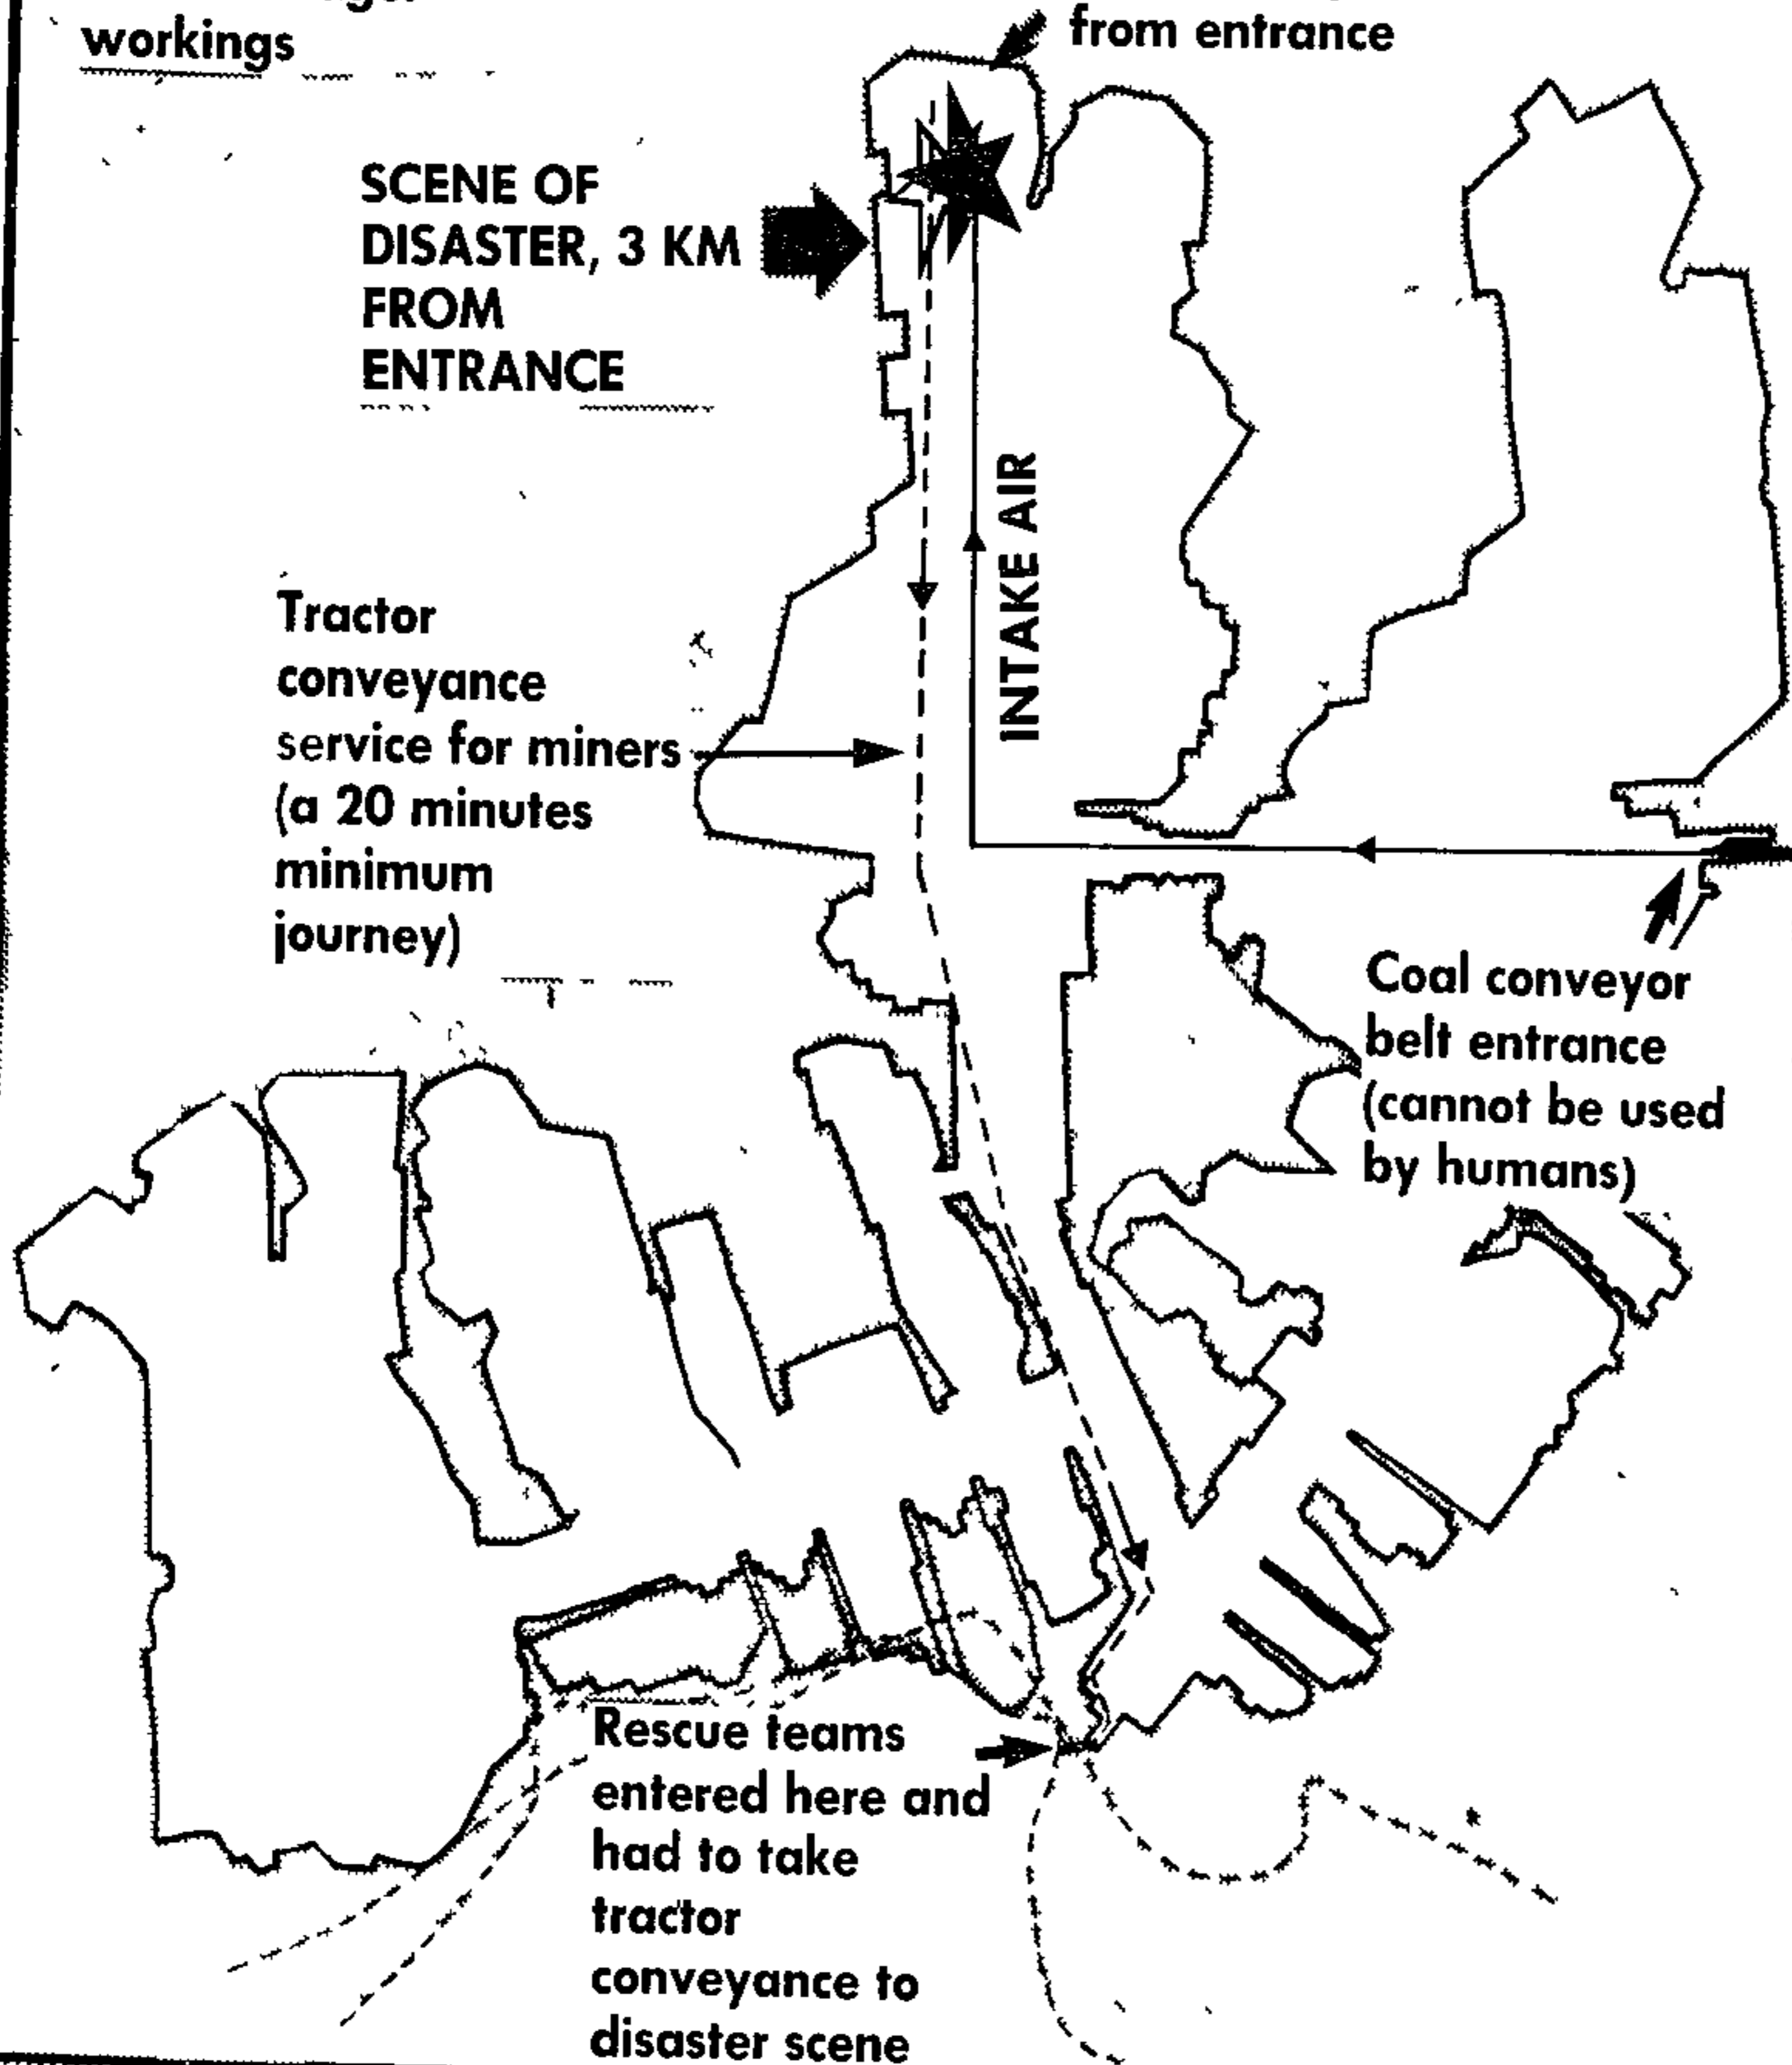 workings
from entrance
SCENE OF
DISASTER, 3 KM
FROM
ENTRANCE
INTAKE AIR
Tractor
conveyance
service for miners
(a 20 minutes
minimum
journey)
Coal conveyor
belt entrance
(cannot be used
by humans)
Rescue teams
entered here and
had to take
tractor
conveyance to
disaster scene